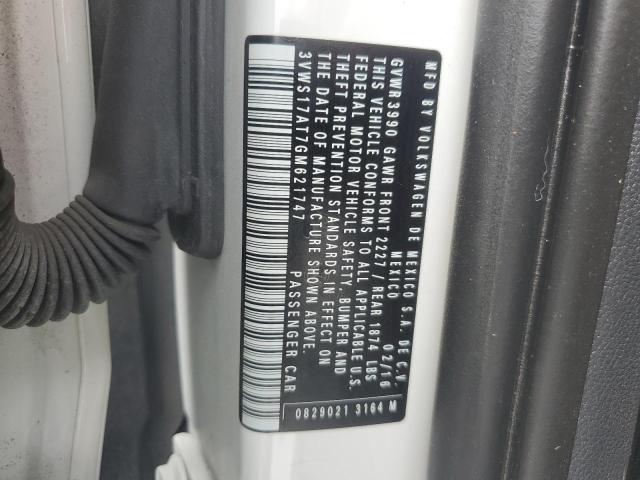 MFD BY VOLKSWAGEN DE MEXICO S.A. DE C.V.
MEXICO 02/16
GVWR 3990 GAWR FRONT 2227/ REAR 1874 LBS
THIS VEHICLE CONFORMS TO ALL APPLICABLE U.S.
FEDERAL MOTOR VEHICLE SAFETY, BUMPER AND
THEFT PREVENTION STANDARDS IN EFFECT ON
THE DATE OF MANUFACTURE SHOWN ABOVE.
3VWS17AT7GM621747 PASSENGER CAR
0829021 3164 M